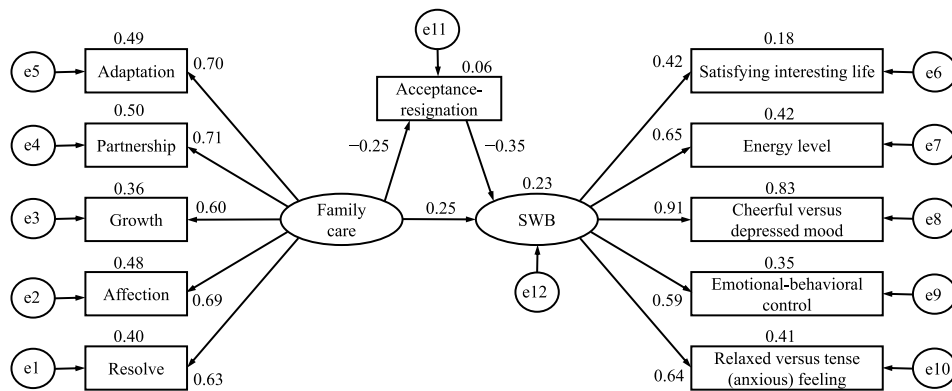 e11
0.49
0.18
e5
Adaptation
0.70
0.06
0.42
Satisfying interesting life
e6
Acceptance-
resignation
0.50
0.42
e4
Partnership
0.71
−0.25
−0.35
0.65
Energy level
e7
0.36
0.23
0.83
e3
Growth
0.60
Family
care
0.25
SWB
0.91
Cheerful versus
depressed mood
e8
0.48
0.35
e2
Affection
0.69
e12
0.59
Emotional-behavioral
control
e9
0.40
0.41
e1
Resolve
0.63
0.64
Relaxed versus tense
(anxious) feeling
e10